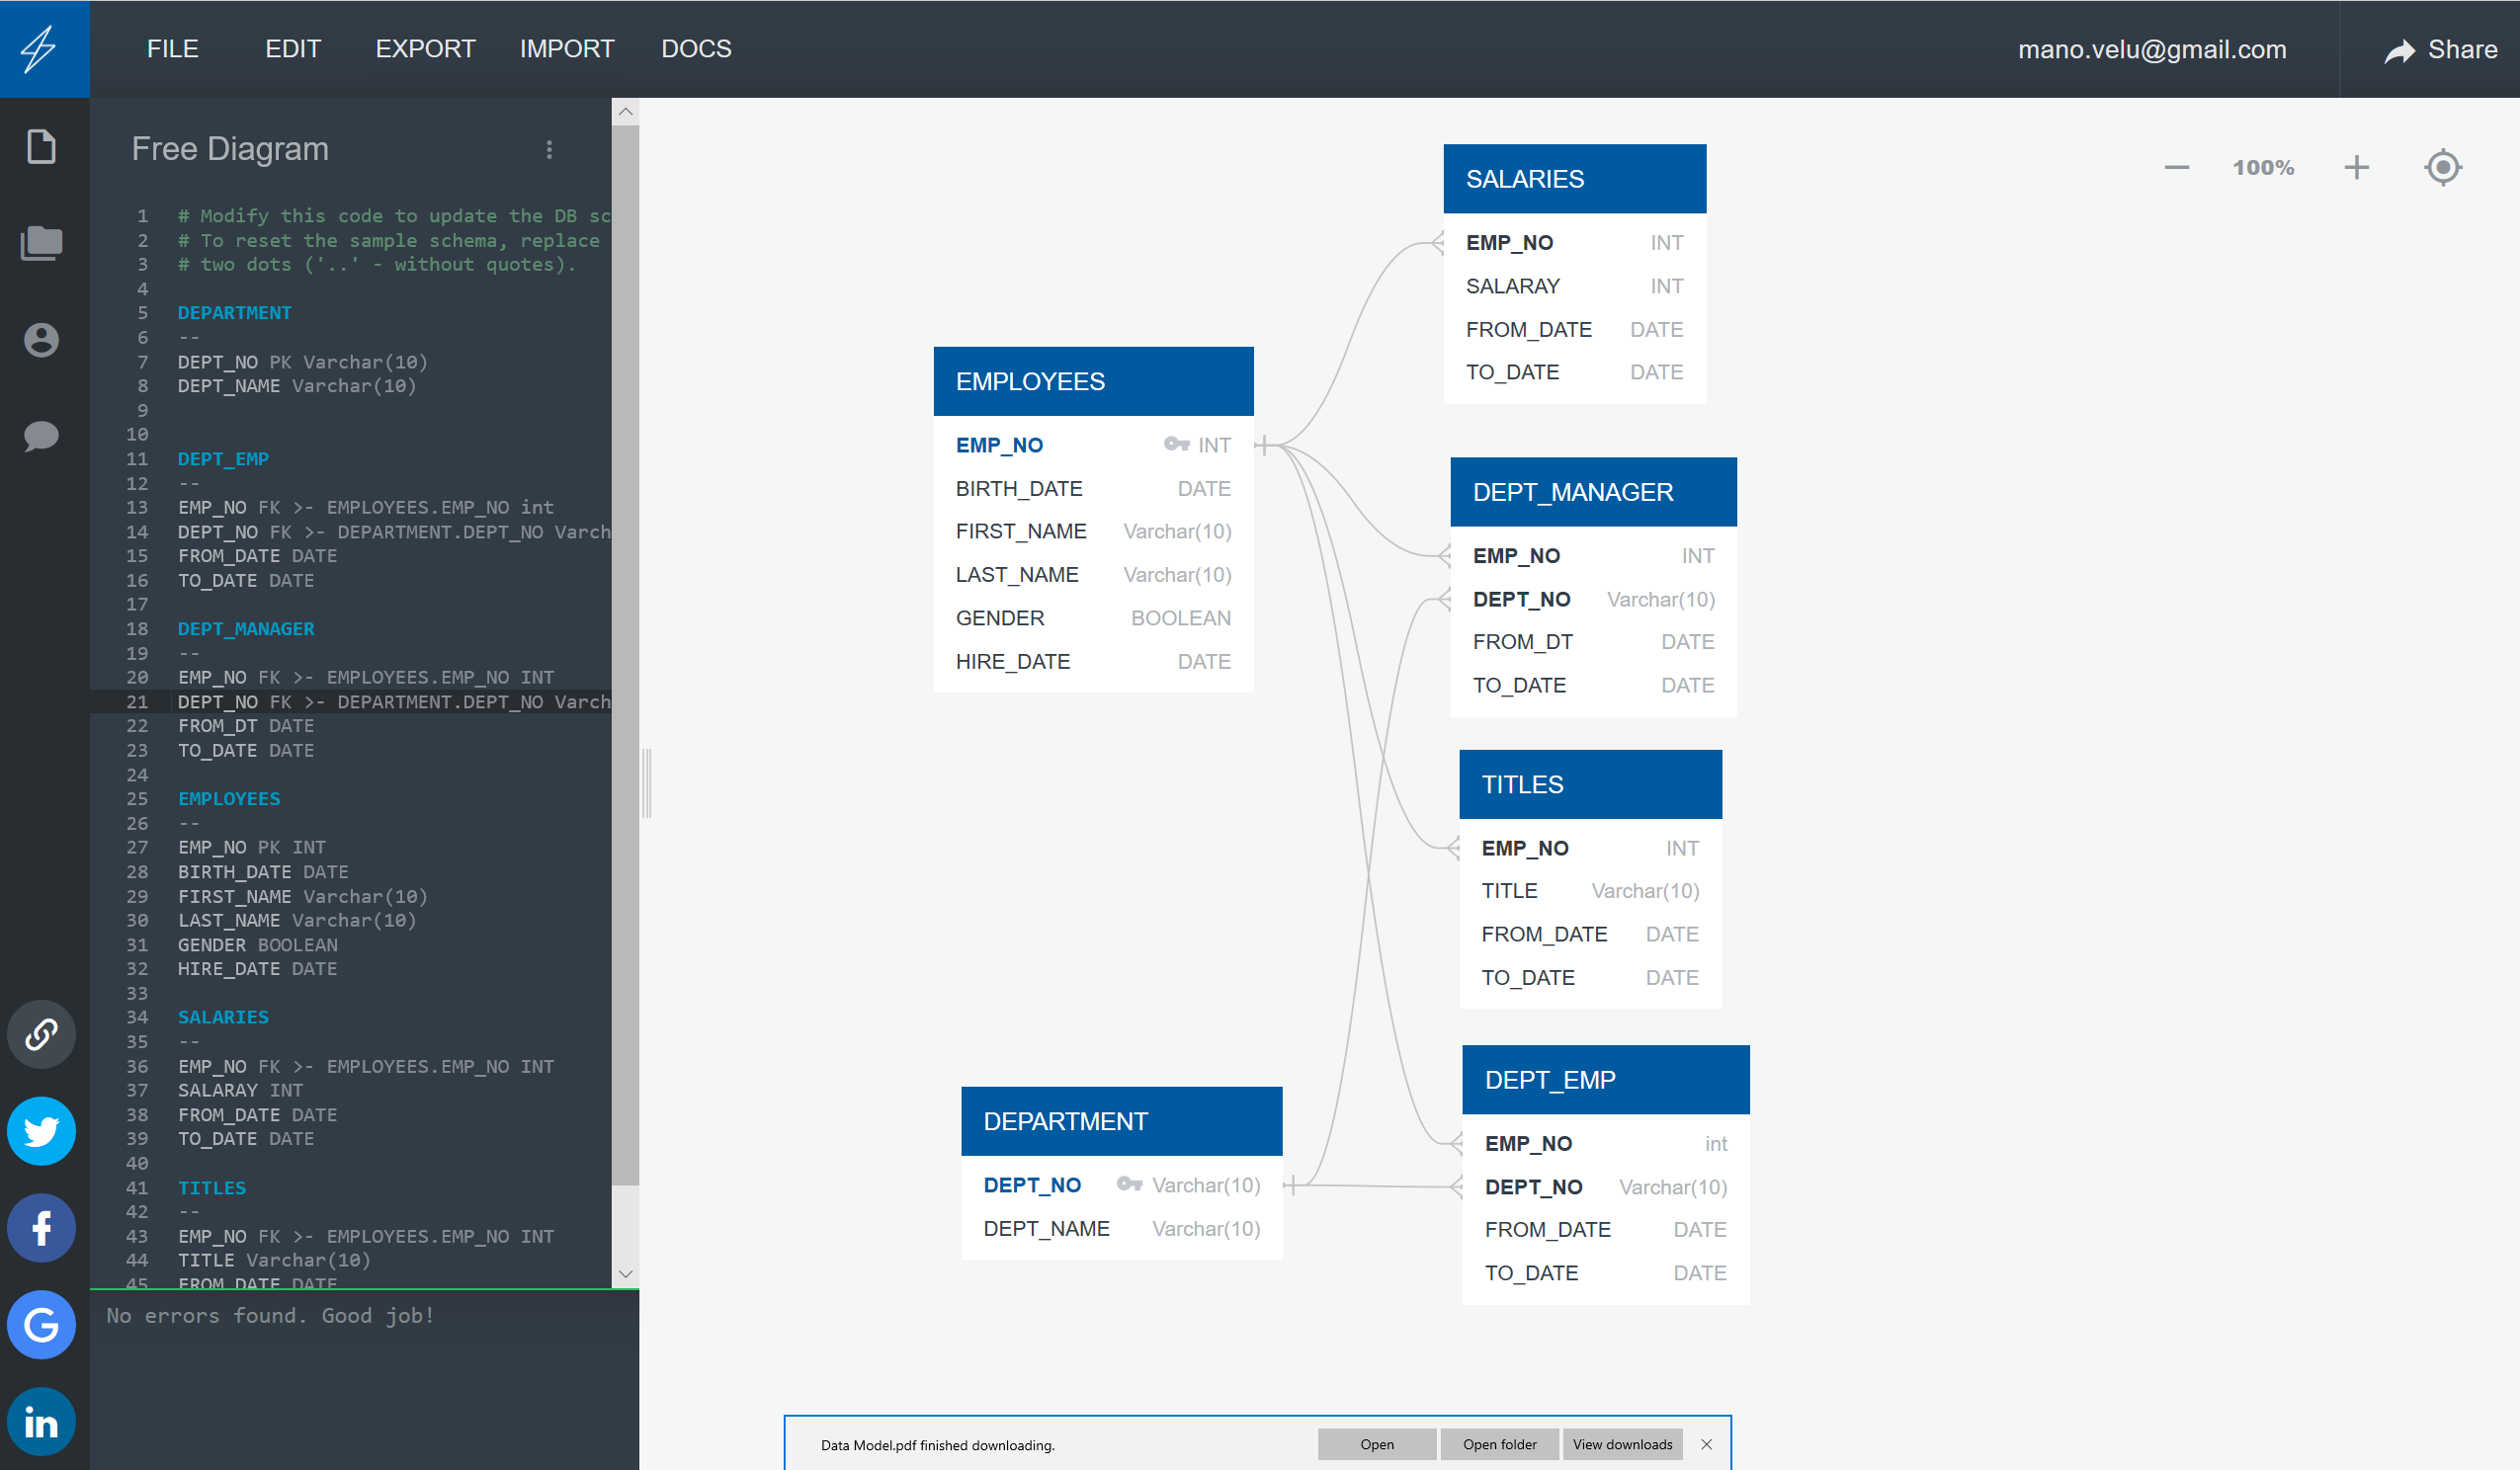 FILE EDIT EXPORT IMPORT DOCS mano.velu@gmail.com Share
Free Diagram
1 # Modify this code to update the DB sc
2 # To reset the sample schema, replace
3 # two dots ('..' - without quotes).
4
5 DEPARTMENT
6 --
7 DEPT_NO PK Varchar(10)
8 DEPT_NAME Varchar(10)
9
10
11 DEPT_EMP
12 --
13 EMP_NO FK >- EMPLOYEES.EMP_NO int
14 DEPT_NO FK >- DEPARTMENT.DEPT_NO Varch
15 FROM_DATE DATE
16 TO_DATE DATE
17
18 DEPT_MANAGER
19 --
20 EMP_NO FK >- EMPLOYEES.EMP_NO INT
21 DEPT_NO FK >- DEPARTMENT.DEPT_NO Varch
22 FROM_DT DATE
23 TO_DATE DATE
24
25 EMPLOYEES
26 --
27 EMP_NO PK INT
28 BIRTH_DATE DATE
29 FIRST_NAME Varchar(10)
30 LAST_NAME Varchar(10)
31 GENDER BOOLEAN
32 HIRE_DATE DATE
33
34 SALARIES
35 --
36 EMP_NO FK >- EMPLOYEES.EMP_NO INT
37 SALARAY INT
38 FROM_DATE DATE
39 TO_DATE DATE
40
41 TITLES
42 --
43 EMP_NO FK >- EMPLOYEES.EMP_NO INT
44 TITLE Varchar(10)
45 FROM_DATE DATE
No errors found. Good job!
100%
EMPLOYEES
EMP_NO INT
BIRTH_DATE DATE
FIRST_NAME Varchar(10)
LAST_NAME Varchar(10)
GENDER BOOLEAN
HIRE_DATE DATE
DEPARTMENT
DEPT_NO Varchar(10)
DEPT_NAME Varchar(10)
SALARIES
EMP_NO INT
SALARAY INT
FROM_DATE DATE
TO_DATE DATE
DEPT_MANAGER
EMP_NO INT
DEPT_NO Varchar(10)
FROM_DT DATE
TO_DATE DATE
TITLES
EMP_NO INT
TITLE Varchar(10)
FROM_DATE DATE
TO_DATE DATE
DEPT_EMP
EMP_NO int
DEPT_NO Varchar(10)
FROM_DATE DATE
TO_DATE DATE
Data Model.pdf finished downloading. Open Open folder View downloads